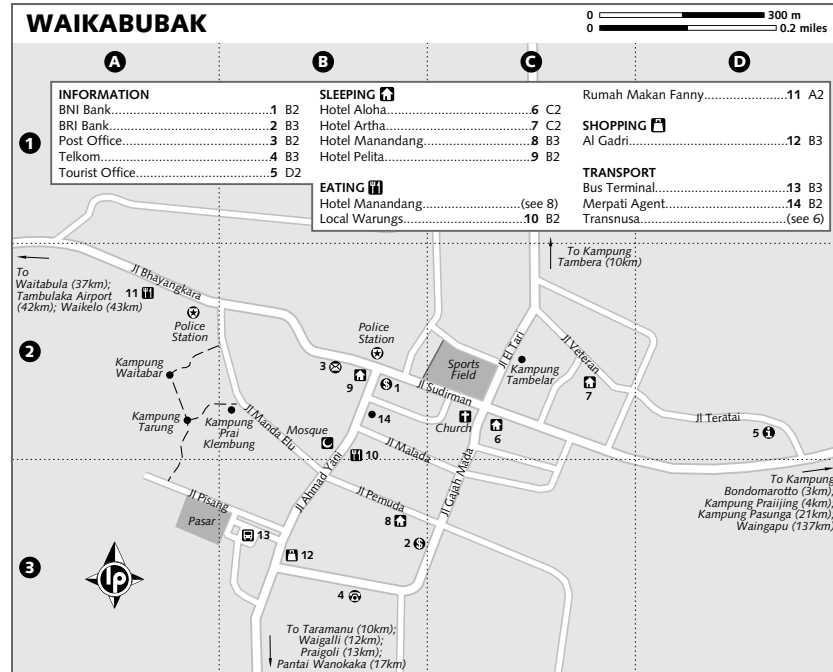 WAIKABUBAK
0 300 m
0 0.2 miles
A B C D
1
INFORMATION
BNI Bank 1 B2
BRI Bank 2 B3
Post Office 3 B2
Telkom 4 B3
Tourist Office 5 D2
SLEEPING
Hotel Aloha 6 C2
Hotel Artha 7 C2
Hotel Manandang 8 B3
Hotel Pelita 9 B2
EATING
Hotel Manandang (see 8)
Local Warungs 10 B2
Rumah Makan Fanny 11 A2
SHOPPING
Al Gadri 12 B3
TRANSPORT
Bus Terminal 13 B3
Merpati Agent 14 B2
Transnusa (see 6)
To
Waitabula (37km);
Tambulaka Airport
(42km); Waikelo (43km)
Jl Bhayangkara
11
Police
Station
To Kampung
Tambera (10km)
2
Kampung
Waitabar
Kampung
Tarung
Kampung
Prai
Klembung
Jl Manda Elu
Mosque
3
Police
Station
9
1
14
10
Jl Sudirman
Sports
Field
Jl El Tari
Kampung
Tambelar
Jl Veteran
7
Church
6
Jl Malada
Jl Gajah Mada
Jl Teratai
5
To Kampung
Bondomarotto (3km),
Kampung Praiijing (4km),
Kampung Pasunga (21km),
Waingapu (137km)
Jl Ahmad Yani
Jl Pemuda
Jl Pisang
Pasar
13
8
2
12
4
3
lp
To Taramanu (10km);
Waigalli (12km);
Praigoli (13km);
Pantai Wanokaka (17km)